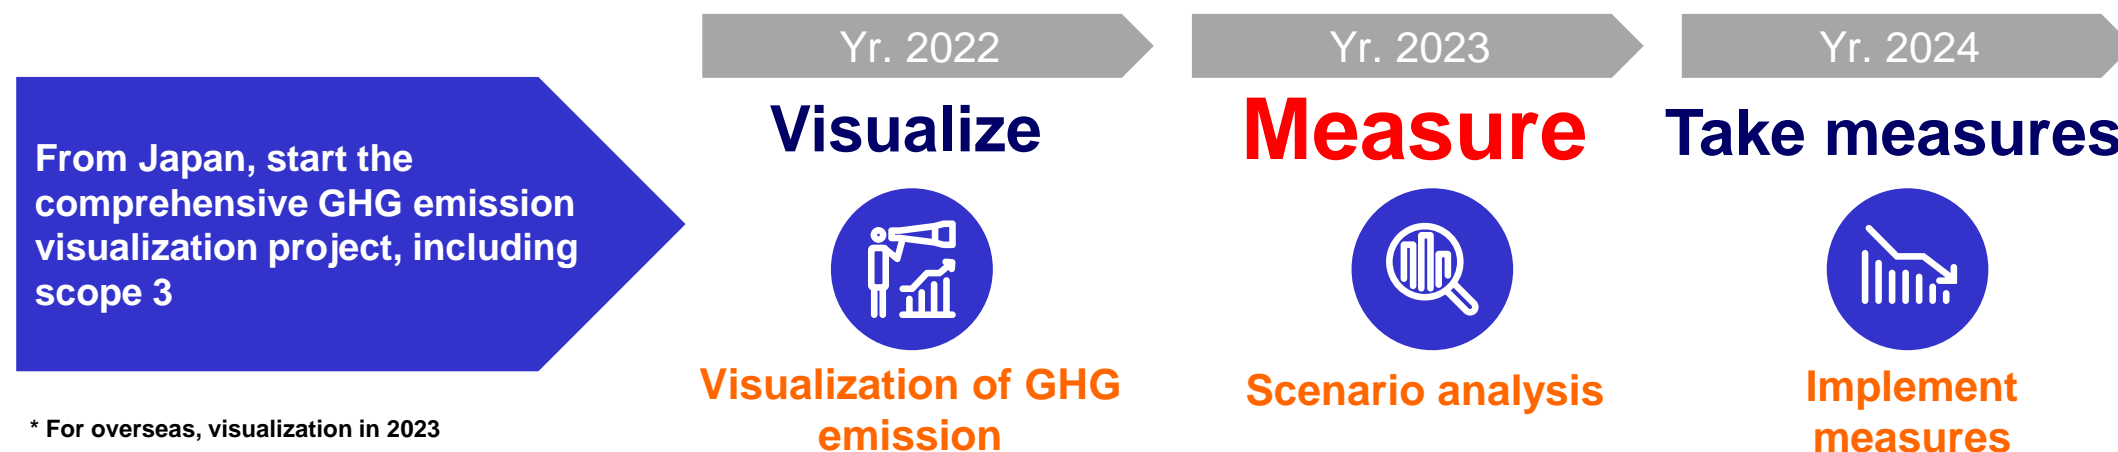 From Japan, start the
comprehensive GHG emission
visualization project, including
scope 3
* For overseas, visualization in 2023
Yr. 2022
Visualize
Visualization of GHG
emission
Yr. 2023
Measure
Scenario analysis
Yr. 2024
Take measures
Implement
measures